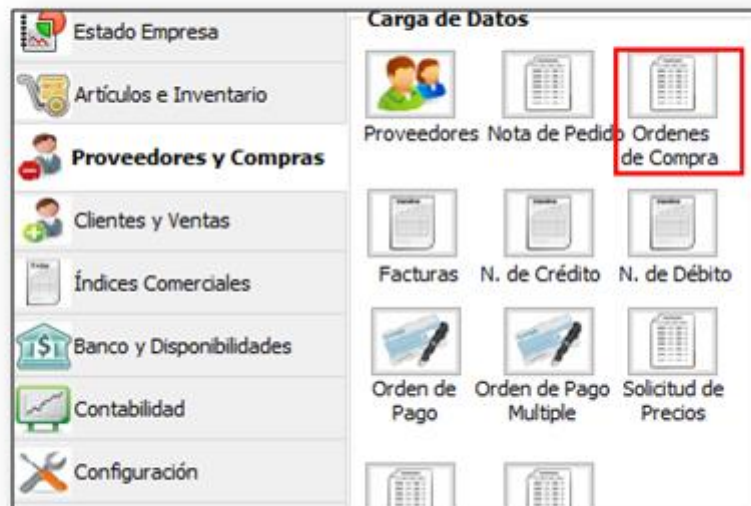 Estado Empresa
Artículos e Inventario
Proveedores y Compras
Clientes y Ventas
Índices Comerciales
Banco y Disponibilidades
Contabilidad
Configuración
Carga de Datos
Proveedores
Nota de Pedido
Ordenes
de Compra
Facturas
N. de Crédito
N. de Débito
Orden de
Pago
Orden de Pago
Multiple
Solicitud de
Precios